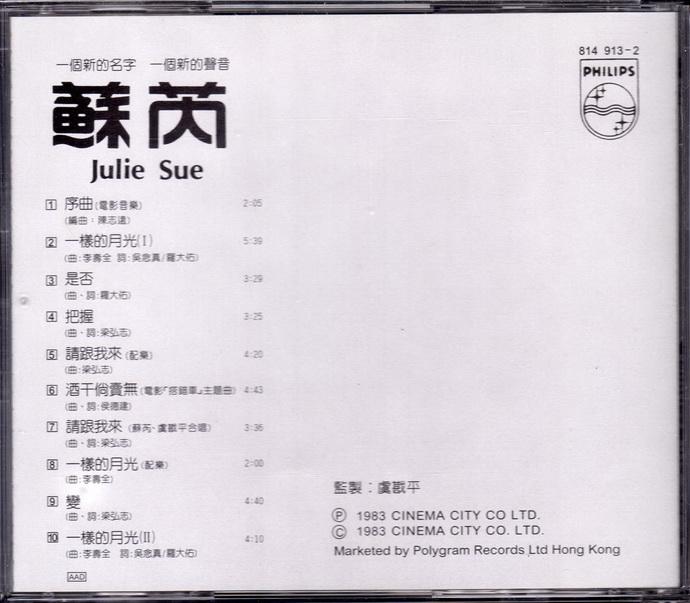 一個新的名字 一個新的聲音
蘇芮
Julie Sue
814 913-2
PHILIPS
1 序曲(電影音樂) 2:05
(編曲:陳志遠)
2 一樣的月光(I) 5:39
(曲:李壽全 詞:吳念真/羅大佑)
3 是否 3:29
(曲、詞:羅大佑)
4 把握 3:25
(曲、詞:梁弘志)
5 請跟我來(配樂) 4:20
(曲:梁弘志)
6 酒干倘賣無(電影「搭錯車」主題曲) 4:43
(曲、詞:侯德建)
7 請跟我來(蘇芮、虞戡平合唱) 3:36
(曲、詞:梁弘志)
8 一樣的月光(配樂) 2:00
(曲:李壽全)
9 變 4:40
(曲、詞:梁弘志)
10 一樣的月光(II) 4:10
(曲:李壽全 詞:吳念真/羅大佑)
AAD
監製:虞戡平
Ⓟ 1983 CINEMA CITY CO LTD.
© 1983 CINEMA CITY CO. LTD.
Marketed by Polygram Records Ltd Hong Kong